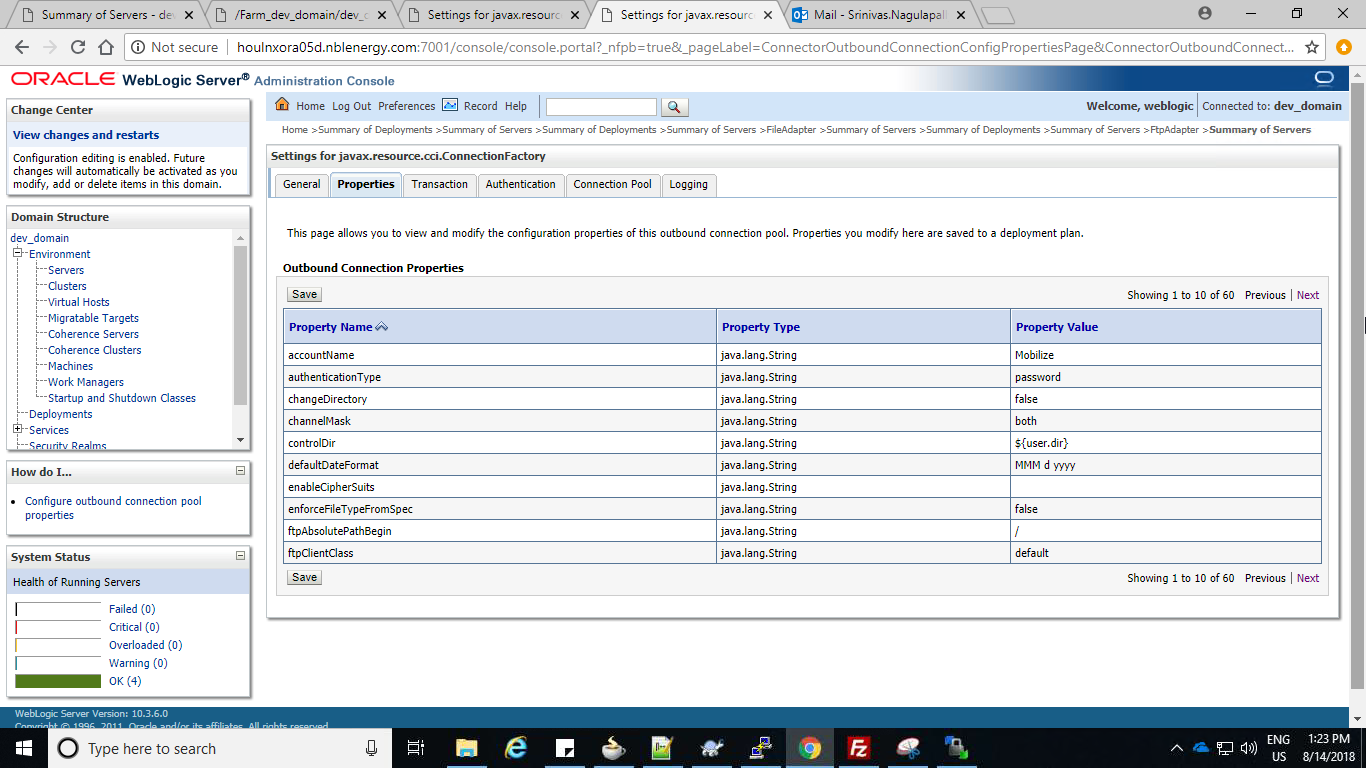 Summary of Servers - dev
/Farm_dev_domain/dev_c
Settings for javax.resourc
Settings for javax.resourc
Mail - Srinivas.Nagulapall
Not secure houlnxora05d.nblenergy.com:7001/console/console.portal?_nfpb=true&_pageLabel=ConnectorOutboundConnectionConfigPropertiesPage&ConnectorOutboundConnect...
ORACLE WebLogic Server® Administration Console
Change Center
View changes and restarts
Configuration editing is enabled. Future
changes will automatically be activated as you
modify, add or delete items in this domain.
Domain Structure
dev_domain
Environment
Servers
Clusters
Virtual Hosts
Migratable Targets
Coherence Servers
Coherence Clusters
Machines
Work Managers
Startup and Shutdown Classes
Deployments
Services
Security Realms
How do I...
Configure outbound connection pool
properties
System Status
Health of Running Servers
Failed (0)
Critical (0)
Overloaded (0)
Warning (0)
OK (4)
Home Log Out Preferences Record Help
Welcome, weblogic Connected to: dev_domain
Home >Summary of Deployments >Summary of Servers >Summary of Deployments >Summary of Servers >FileAdapter >Summary of Servers >Summary of Deployments >Summary of Servers >FtpAdapter >Summary of Servers
Settings for javax.resource.cci.ConnectionFactory
General Properties Transaction Authentication Connection Pool Logging
This page allows you to view and modify the configuration properties of this outbound connection pool. Properties you modify here are saved to a deployment plan.
Outbound Connection Properties
Save Showing 1 to 10 of 60 Previous | Next
Property Name Property Type Property Value
accountName java.lang.String Mobilize
authenticationType java.lang.String password
changeDirectory java.lang.String false
channelMask java.lang.String both
controlDir java.lang.String ${user.dir}
defaultDateFormat java.lang.String MMM d yyyy
enableCipherSuits java.lang.String
enforceFileTypeFromSpec java.lang.String false
ftpAbsolutePathBegin java.lang.String /
ftpClientClass java.lang.String default
Save Showing 1 to 10 of 60 Previous | Next
WebLogic Server Version: 10.3.6.0
Copyright © 1996, 2011, Oracle and/or its affiliates. All rights reserved.
Type here to search
ENG
US
1:23 PM
8/14/2018